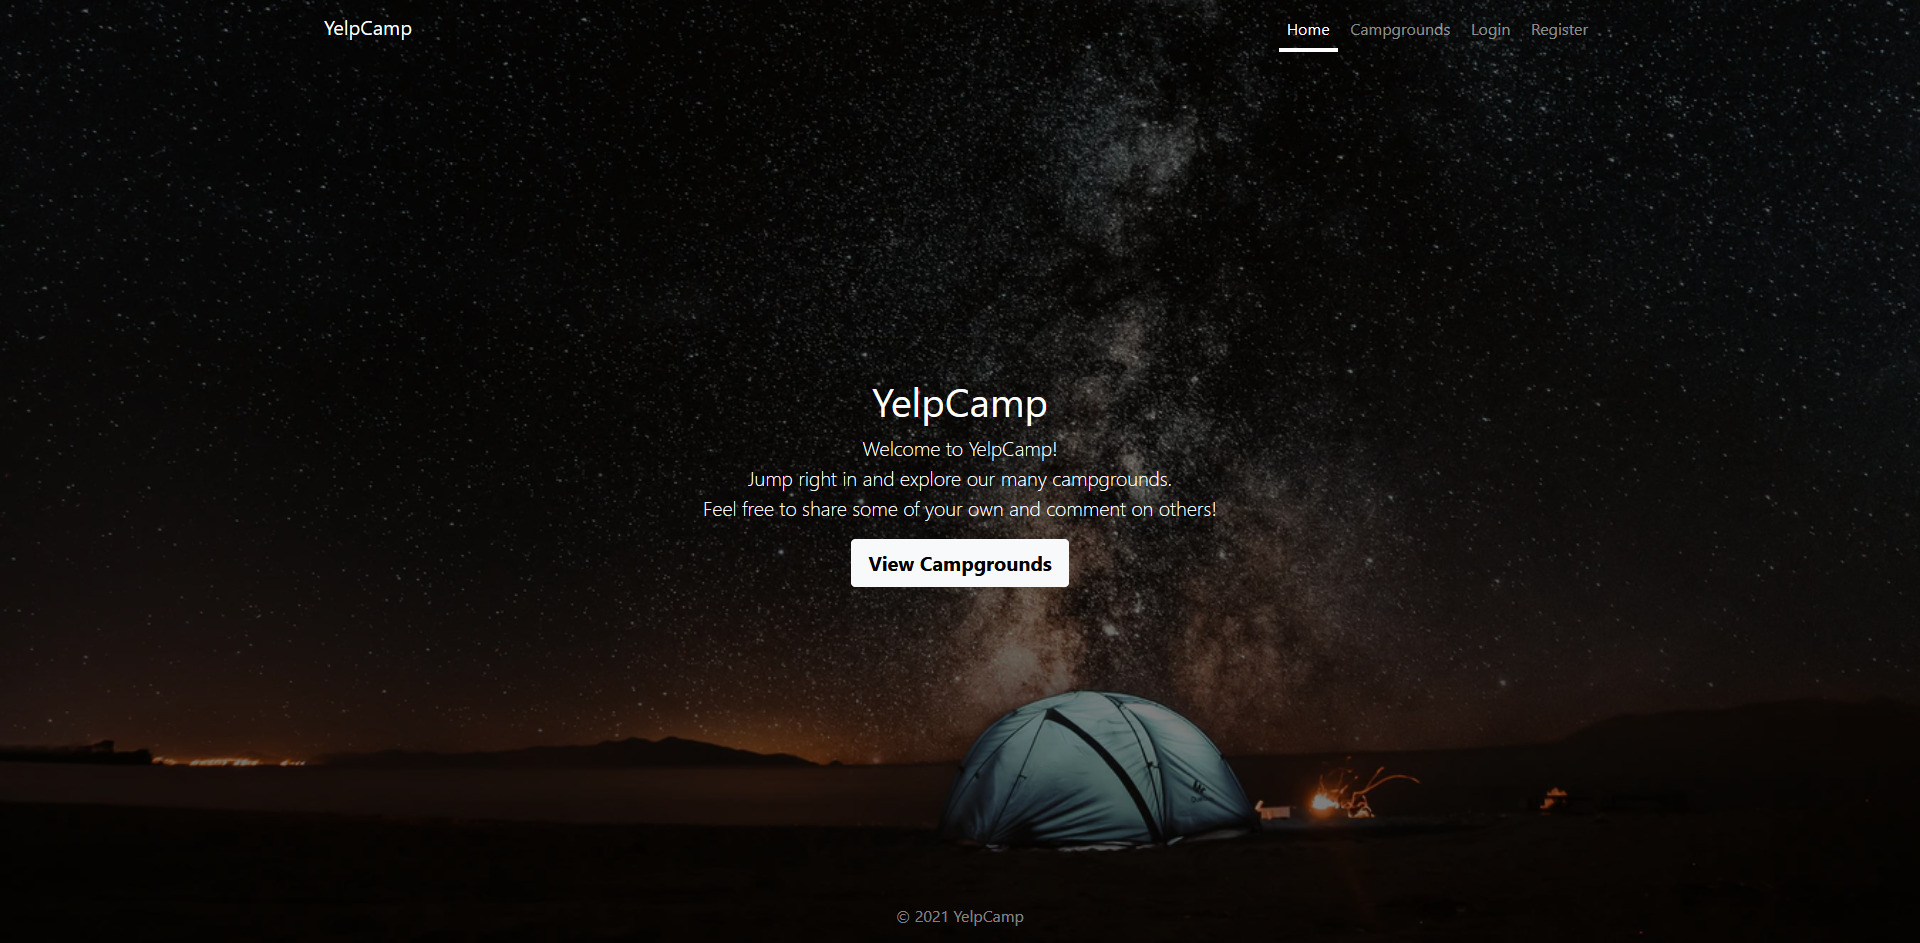 YelpCamp
Home Campgrounds Login Register
YelpCamp
Welcome to YelpCamp!
Jump right in and explore our many campgrounds.
Feel free to share some of your own and comment on others!
View Campgrounds
© 2021 YelpCamp